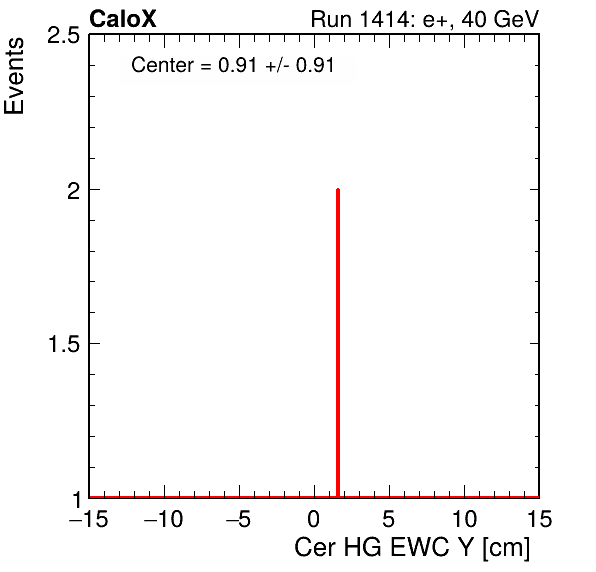 CaloX Run 1414: e+, 40 GeV
Center = 0.91 +/- 0.91
Events
2.5
2
1.5
1
−15 −10 −5 0 5 10 15
Cer HG EWC Y [cm]